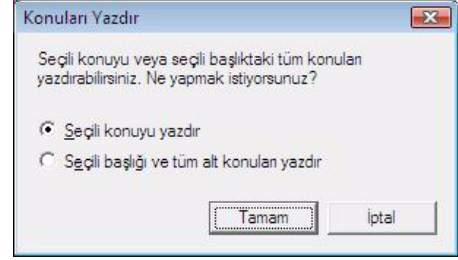 Konuları Yazdır
Seçili konuyu veya seçili başlıktaki tüm konuları
yazdırabilirsiniz. Ne yapmak istiyorsunuz?
Seçili konuyu yazdır
Seçili başlığı ve tüm alt konuları yazdır
Tamam
İptal